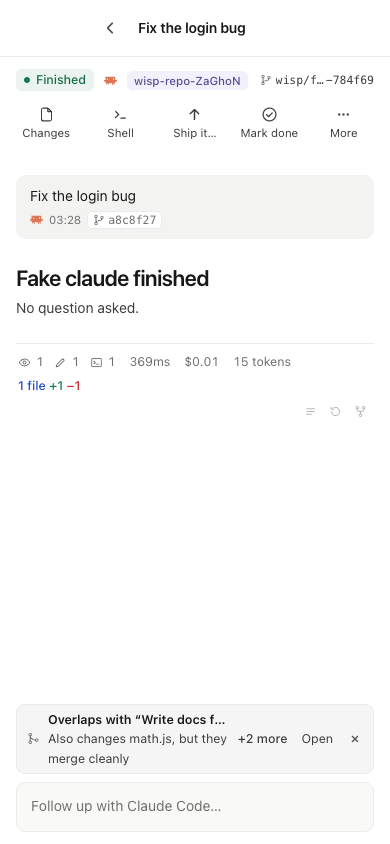 Fix the login bug
Finished wisp-repo-ZaGhoN wisp/f…-784f69
Changes Shell Ship it… Mark done More
Fix the login bug
03:28 a8c8f27
Fake claude finished
No question asked.
1 1 1 369ms $0.01 15 tokens
1 file +1 −1
Overlaps with “Write docs f…
Also changes math.js, but they +2 more Open ×
merge cleanly
Follow up with Claude Code…